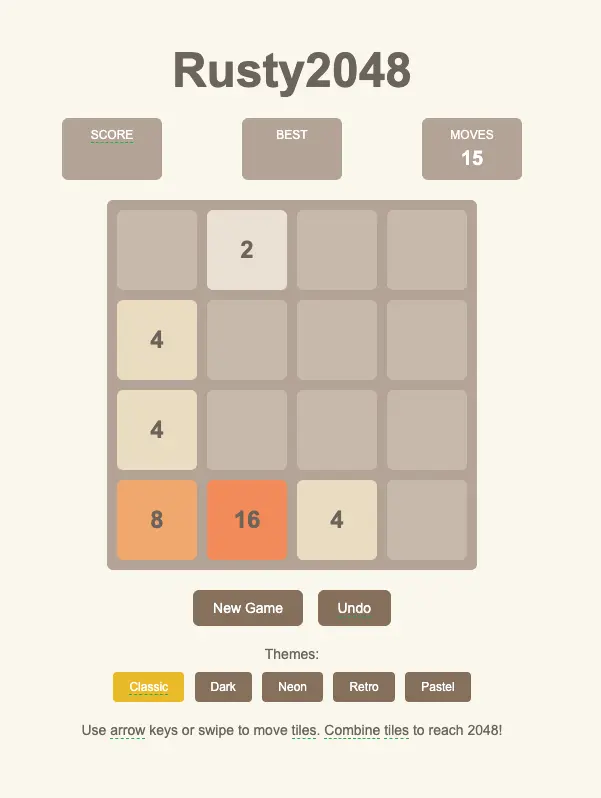 Rusty2048
SCORE BEST MOVES
15
2
4
4
8 16 4
New Game Undo
Themes:
Classic Dark Neon Retro Pastel
Use arrow keys or swipe to move tiles. Combine tiles to reach 2048!